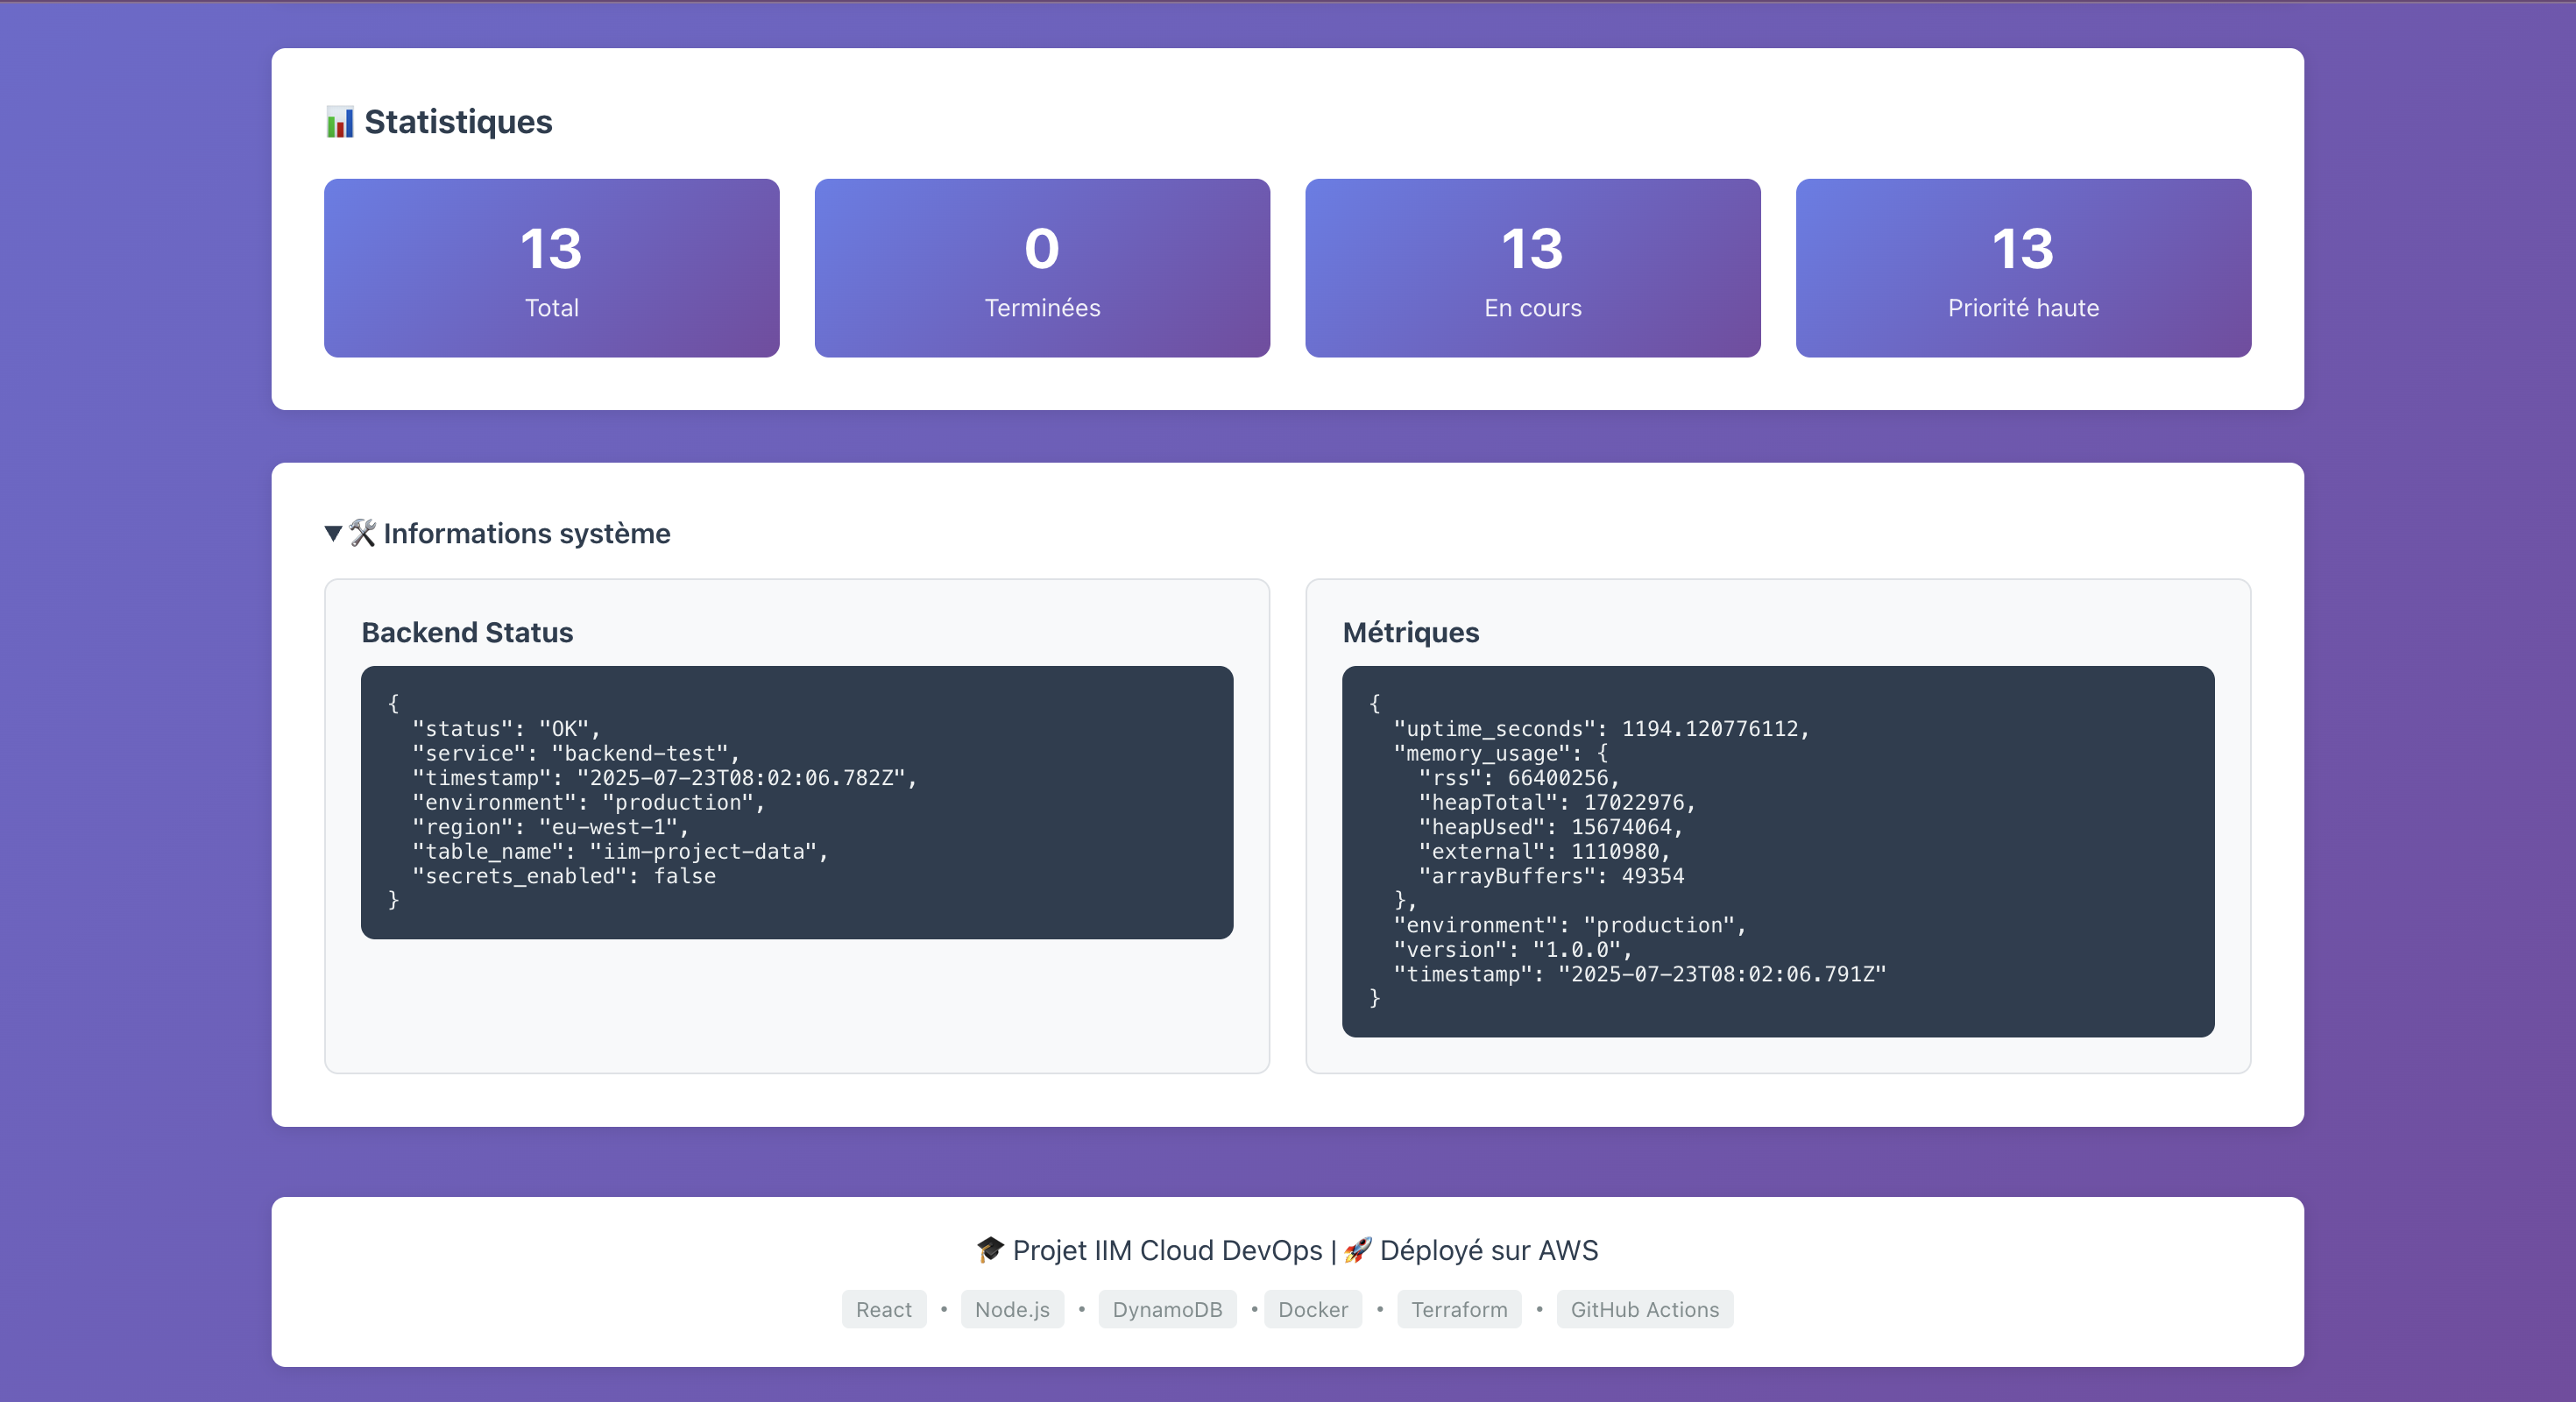 📊 Statistiques
13
Total
0
Terminées
13
En cours
13
Priorité haute
▼ 🛠️ Informations système
Backend Status
{
  "status": "OK",
  "service": "backend-test",
  "timestamp": "2025-07-23T08:02:06.782Z",
  "environment": "production",
  "region": "eu-west-1",
  "table_name": "iim-project-data",
  "secrets_enabled": false
}
Métriques
{
  "uptime_seconds": 1194.120776112,
  "memory_usage": {
    "rss": 66400256,
    "heapTotal": 17022976,
    "heapUsed": 15674064,
    "external": 1110980,
    "arrayBuffers": 49354
  },
  "environment": "production",
  "version": "1.0.0",
  "timestamp": "2025-07-23T08:02:06.791Z"
}
🎓 Projet IIM Cloud DevOps | 🚀 Déployé sur AWS
React • Node.js • DynamoDB • Docker • Terraform • GitHub Actions